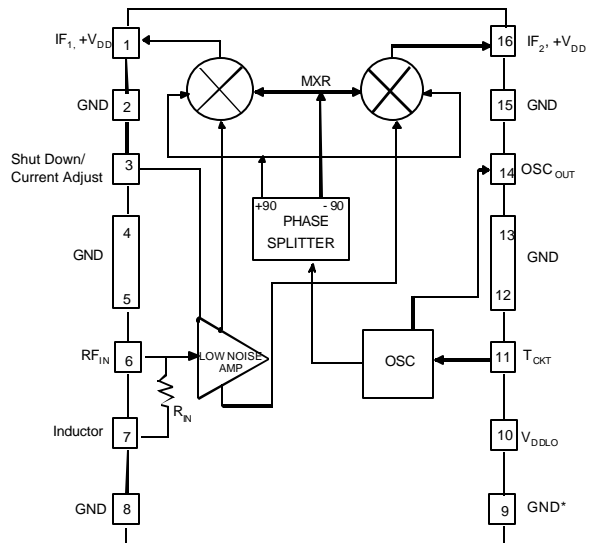 IF1, +VDD
1
16
IF2, +VDD
MXR
GND
2
15
GND
Shut Down/
Current Adjust
3
14
OSC OUT
+90
- 90
PHASE
SPLITTER
4
GND
5
13
GND
12
RFIN
6
LOW NOISE
AMP
OSC
11
TCKT
RIN
Inductor
7
10
VDDLO
GND
8
9
GND*